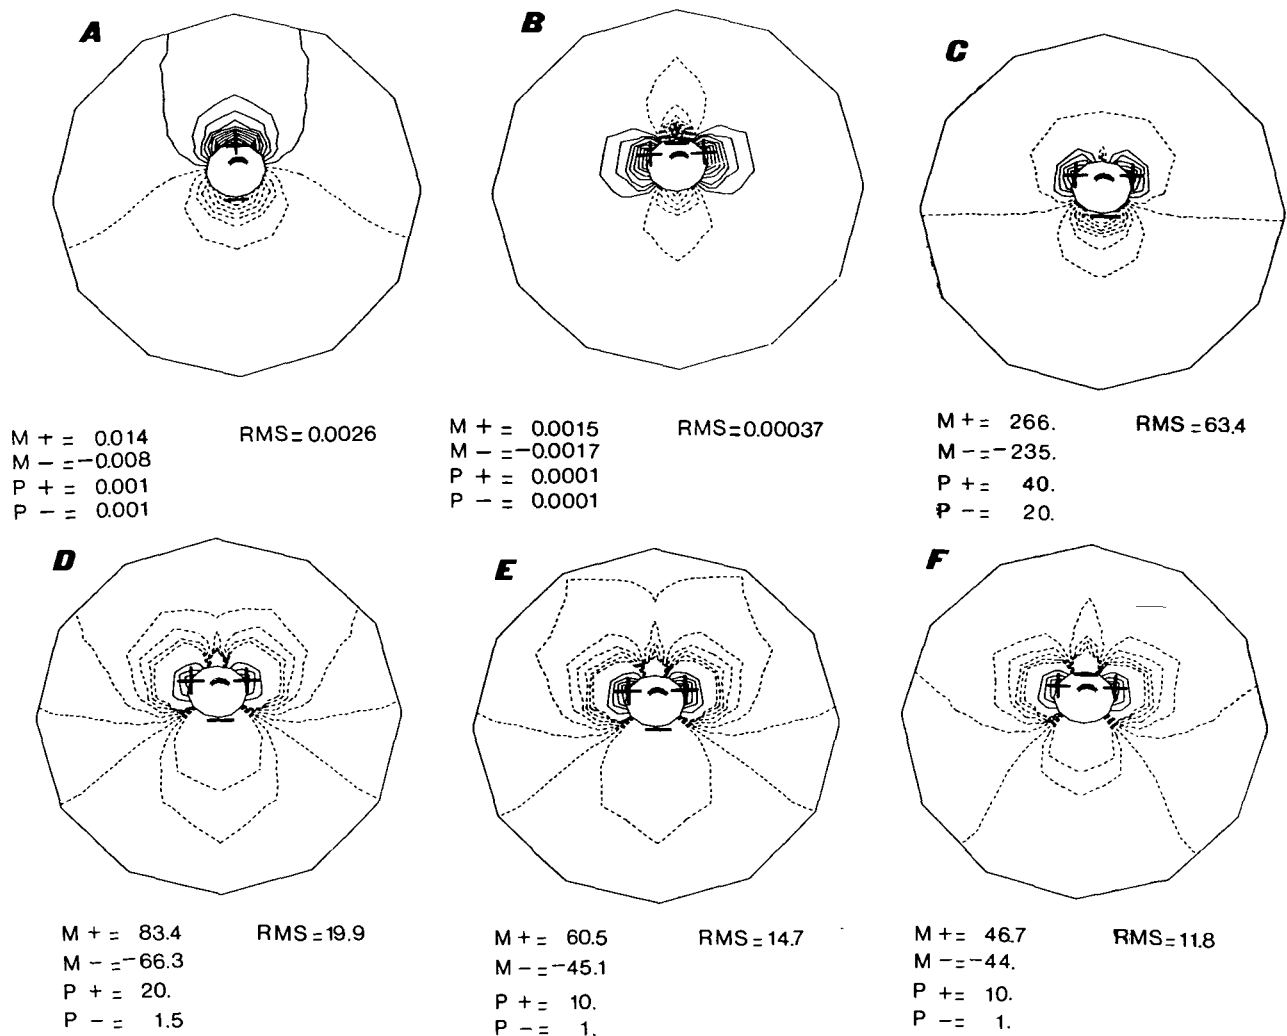 A
M + = 0.014 RMS = 0.0026
M - = -0.008
P + = 0.001
P - = 0.001
B
M + = 0.0015 RMS = 0.00037
M - = -0.0017
P + = 0.0001
P - = 0.0001
C
M + = 266. RMS = 63.4
M - = -235.
P + = 40.
P - = 20.
D
M + = 83.4 RMS = 19.9
M - = -66.3
P + = 20.
P - = 1.5
E
M + = 60.5 RMS = 14.7
M - = -45.1
P + = 10.
P - = 1.
F
M + = 46.7 RMS = 11.8
M - = -44.
P + = 10.
P - = 1.